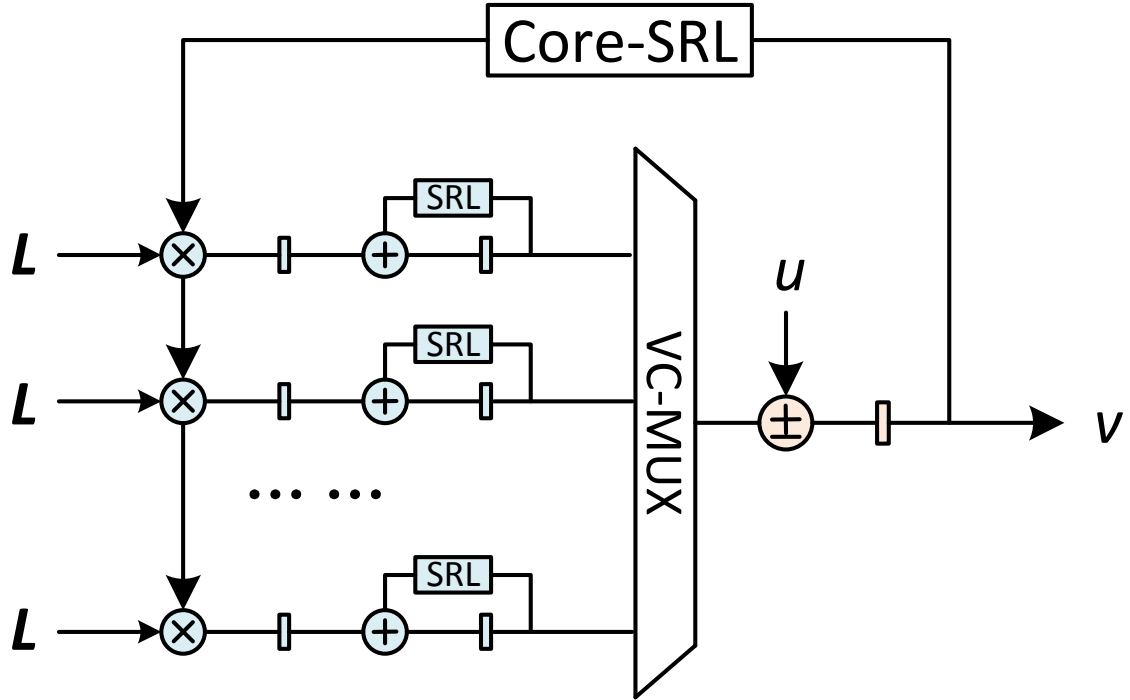 Core-SRL
SRL
L
×
+
u
SRL
L
×
+
VC-MUX
±
v
... ...
SRL
L
×
+